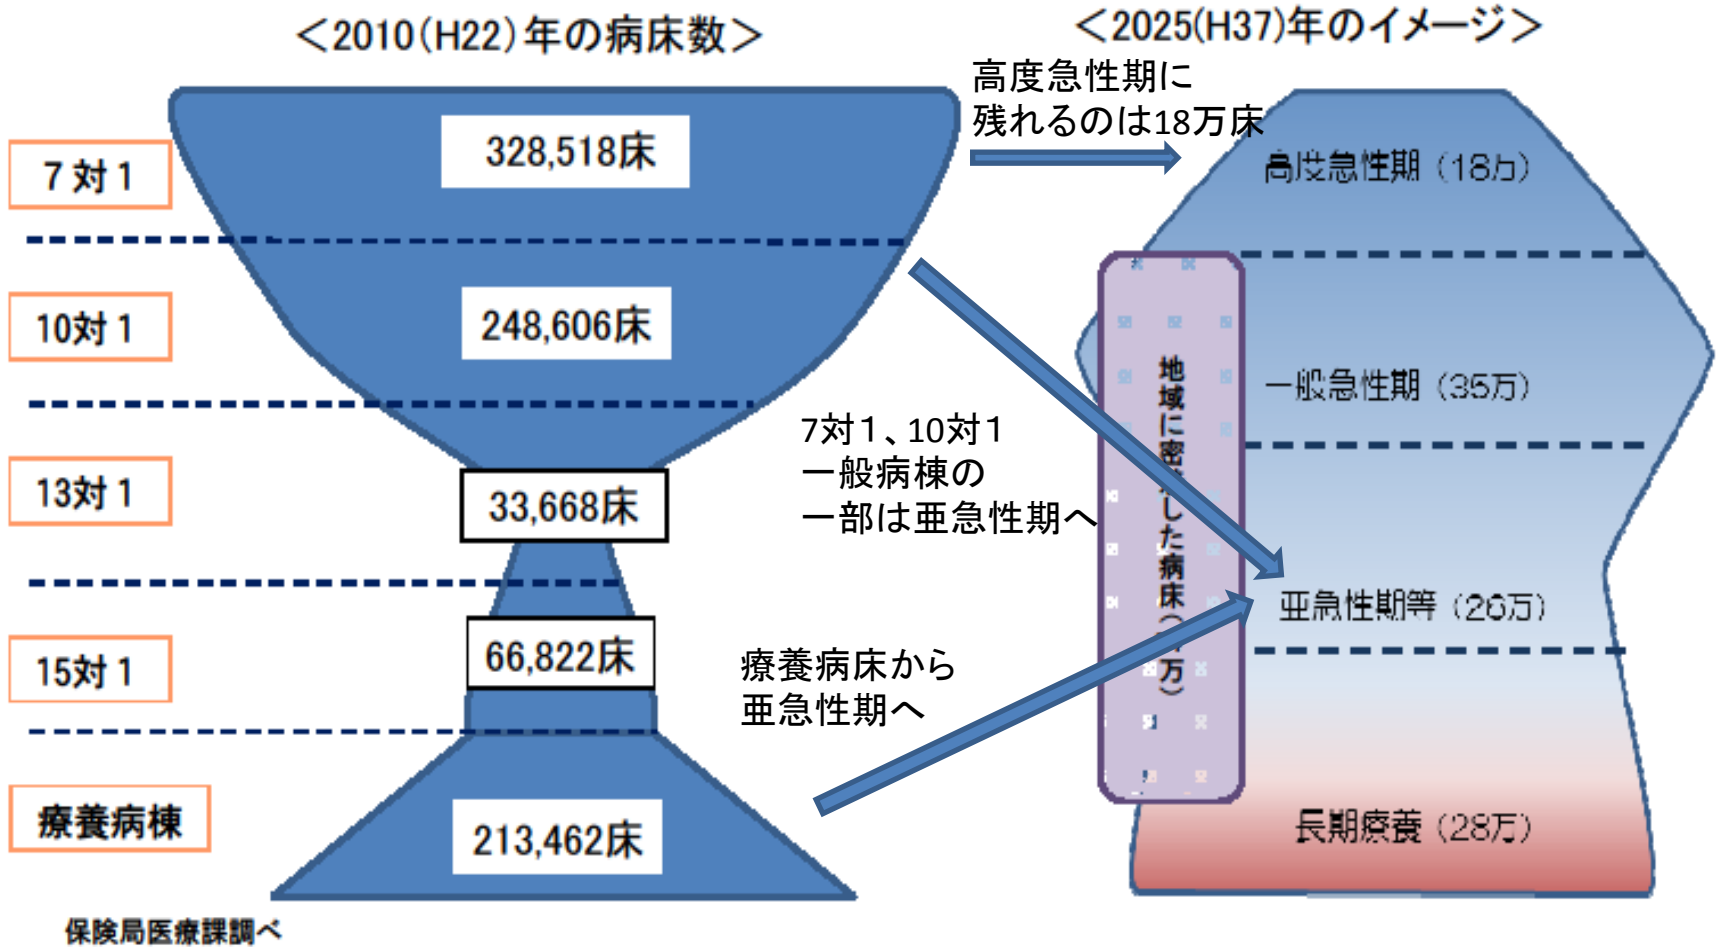 ＜2010（H22）年の病床数＞
＜2025(H37)年のイメージ＞
高度急性期に
残れるのは18万床
7対1
328,518床
高度急性期（18万）
10対1
248,606床
一般急性期（35万）
7対１、10対１
一般病棟の
一部は亜急性期へ
地域に密
した病床（
万）
13対1
33,668床
亜急性期等（26万）
15対1
66,822床
療養病床から
亜急性期へ
療養病棟
213,462床
長期療養（28万）
保険局医療課調べ